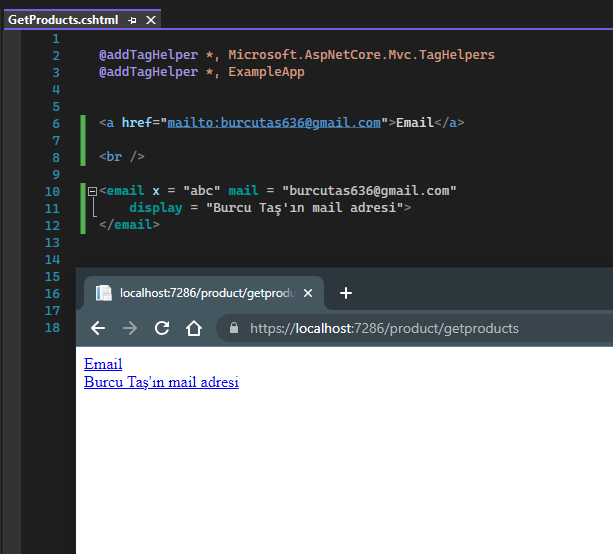 GetProducts.cshtml
1
2 @addTagHelper *, Microsoft.AspNetCore.Mvc.TagHelpers
3 @addTagHelper *, ExampleApp
4
5
6 <a href="mailto:burcutas636@gmail.com">Email</a>
7
8 <br />
9
10 <email x = "abc" mail = "burcutas636@gmail.com"
11 display = "Burcu Taş'ın mail adresi">
12 </email>
13
14
15
16
17
18
localhost:7286/product/getprodu
https://localhost:7286/product/getproducts
Email
Burcu Taş'ın mail adresi